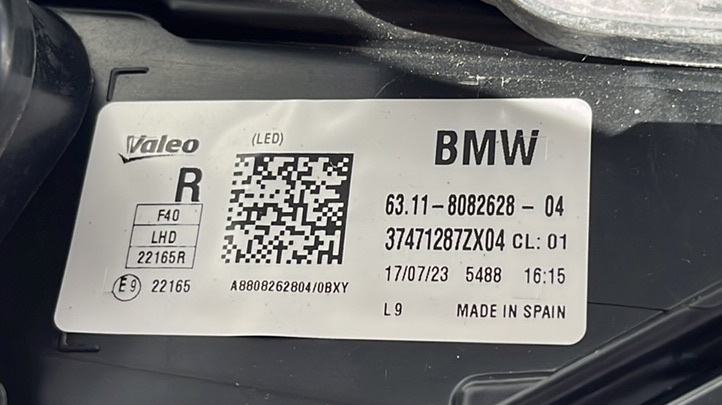 Valeo
(LED)
BMW
R
F40
LHD
22165R
E9 22165
A8808262804/0BXY
63.11-8082628-04
37471287ZX04 CL: 01
17/07/23 5488 16:15
L9 MADE IN SPAIN